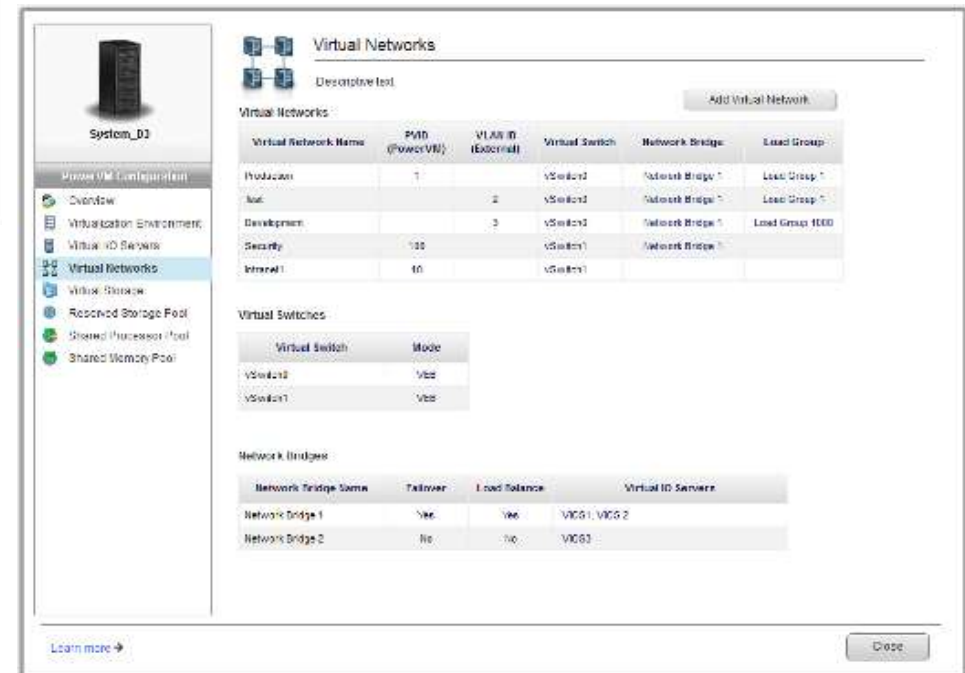 System_D3
PowerVM Configuration
Overview
Virtualization Environment
Virtual IO Servers
Virtual Networks
Virtual Storage
Reserved Storage Pool
Shared Processor Pool
Shared Memory Pool
Virtual Networks
Descriptive text
Add Virtual Network
Virtual Networks
Virtual Network Name PVID (PowerVM) VLAN ID (External) Virtual Switch Network Bridge Load Group
Production 1 vSwitch0 Network Bridge 1 Load Group 1
Test 2 vSwitch0 Network Bridge 1 Load Group 1
Development 3 vSwitch0 Network Bridge 1 Load Group 1000
Security 100 vSwitch1 Network Bridge 1
Intranet1 10 vSwitch1
Virtual Switches
Virtual Switch Mode
vSwitch0 VEB
vSwitch1 VEB
Network Bridges
Network Bridge Name Failover Load Balance Virtual IO Servers
Network Bridge 1 Yes Yes VIOS1, VIOS 2
Network Bridge 2 No No VIOS3
Learn more
Close